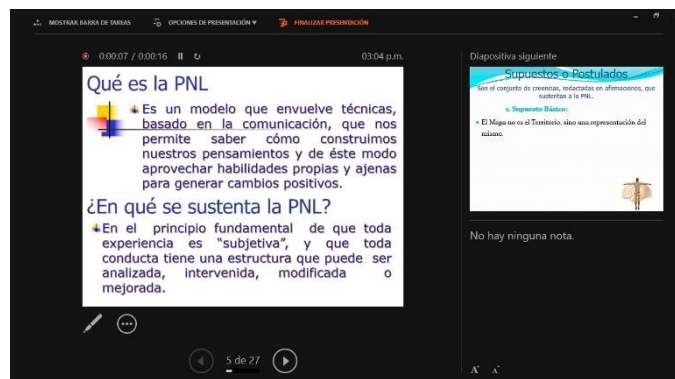 MOSTRAR BARRA DE TAREAS
OPCIONES DE PRESENTACIÓN ▼
FINALIZAR PRESENTACIÓN
0:00:07 / 0:00:16
03:04 p.m.
Qué es la PNL
Es un modelo que envuelve técnicas,
basado en la comunicación, que nos
permite saber cómo construimos
nuestros pensamientos y de éste modo
aprovechar habilidades propias y ajenas
para generar cambios positivos.
¿En qué se sustenta la PNL?
En el principio fundamental de que toda
experiencia es “subjetiva”, y que toda
conducta tiene una estructura que puede ser
analizada, intervenida, modificada o
mejorada.
5 de 27
Diapositiva siguiente
Supuestos o Postulados
Son el conjunto de creencias, redactadas en afirmaciones, que
sustentan a la PNL.
1. Supuesto Básico:
• El Mapa no es el Territorio, sino una representación del
mismo.
No hay ninguna nota.
A A